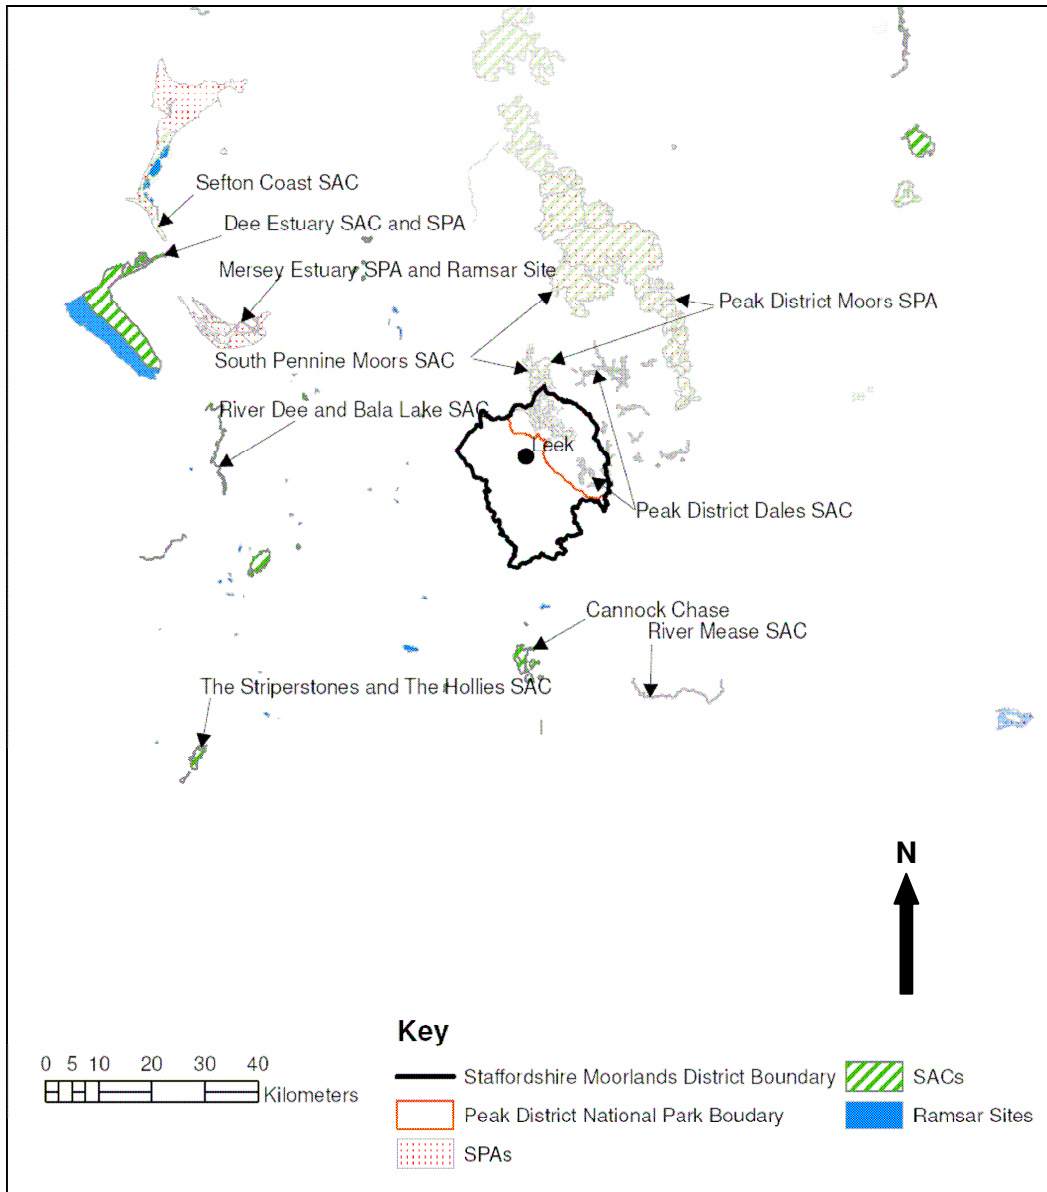 Sefton Coast SAC
Dee Estuary SAC and SPA
Mersey Estuary SPA and Ramsar Site
Peak District Moors SPA
South Pennine Moors SAC
River Dee and Bala Lake SAC
Leek
Peak District Dales SAC
Cannock Chase
River Mease SAC
The Striperstones and The Hollies SAC
N
Key
0 5 10 20 30 40
Kilometers
Staffordshire Moorlands District Boundary
SACs
Peak District National Park Boudary
Ramsar Sites
SPAs